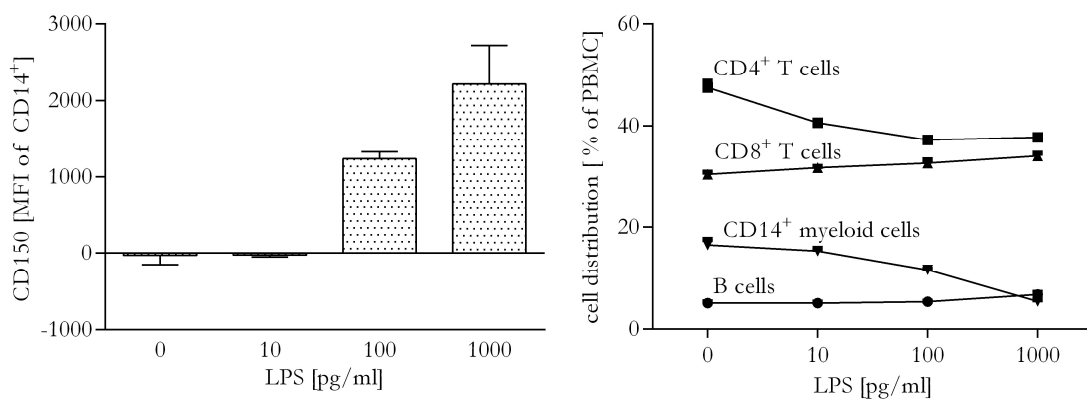 CD150 [MFI of CD14⁺]
3000
2000
1000
0
-1000
0 10 100 1000
LPS [pg/ml]
cell distribution [ % of PBMC]
60
40
20
0
CD4⁺ T cells
CD8⁺ T cells
CD14⁺ myeloid cells
B cells
0 10 100 1000
LPS [pg/ml]